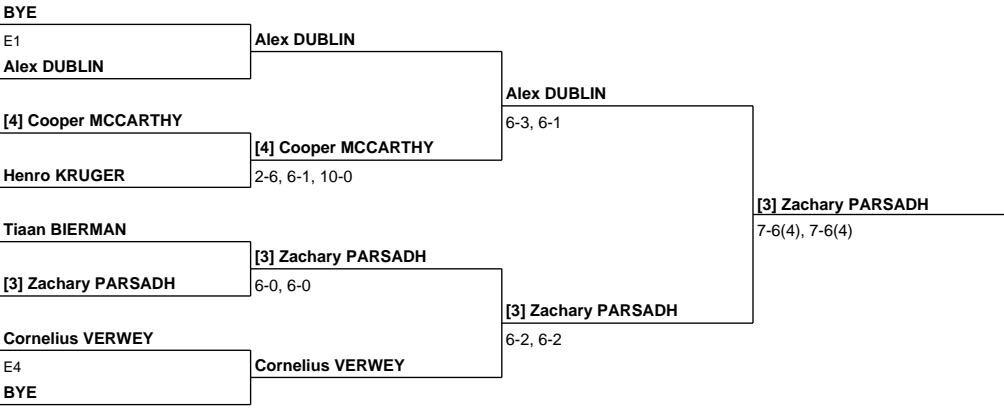 BYE
E1
Alex DUBLIN
Alex DUBLIN
[4] Cooper MCCARTHY
Henro KRUGER
[4] Cooper MCCARTHY
2-6, 6-1, 10-0
Alex DUBLIN
6-3, 6-1
Tiaan BIERMAN
[3] Zachary PARSADH
[3] Zachary PARSADH
6-0, 6-0
Cornelius VERWEY
E4
BYE
Cornelius VERWEY
[3] Zachary PARSADH
6-2, 6-2
[3] Zachary PARSADH
7-6(4), 7-6(4)